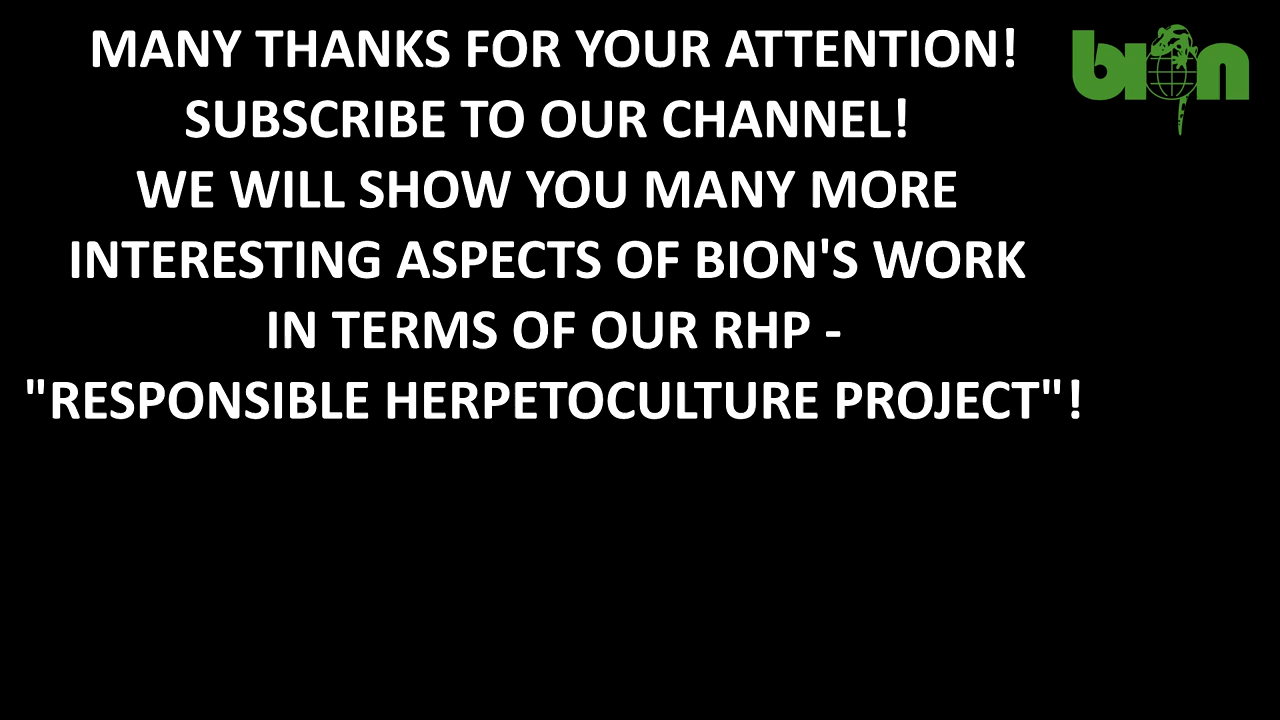 MANY THANKS FOR YOUR ATTENTION!
SUBSCRIBE TO OUR CHANNEL!
WE WILL SHOW YOU MANY MORE
INTERESTING ASPECTS OF BION'S WORK
IN TERMS OF OUR RHP -
"RESPONSIBLE HERPETOCULTURE PROJECT"!
bion